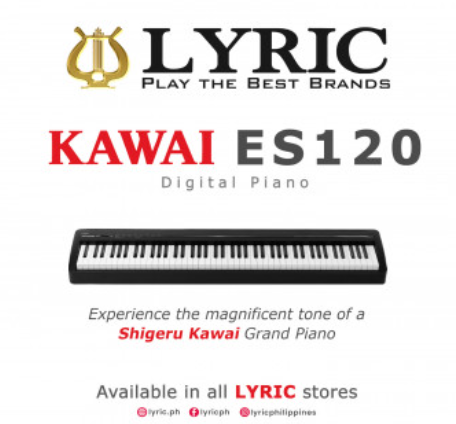 LYRIC
PLAY THE BEST BRANDS
KAWAI ES120
Digital Piano
Experience the magnificent tone of a
Shigeru Kawai Grand Piano
Available in all LYRIC stores
lyric.ph lyricph lyricphilippines